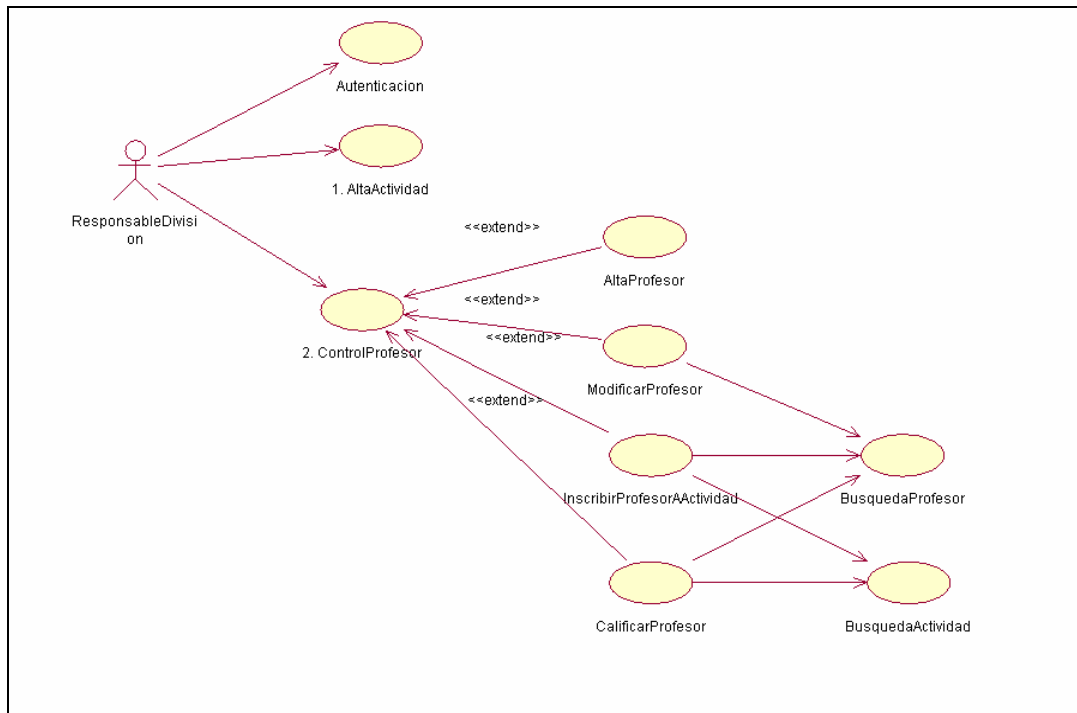 Autenticacion
1. AltaActividad
ResponsableDivisi
on
<<extend>>
AltaProfesor
<<extend>>
<<extend>>
2. ControlProfesor
ModificarProfesor
<<extend>>
InscribirProfesorAActividad
BusquedaProfesor
CalificarProfesor
BusquedaActividad